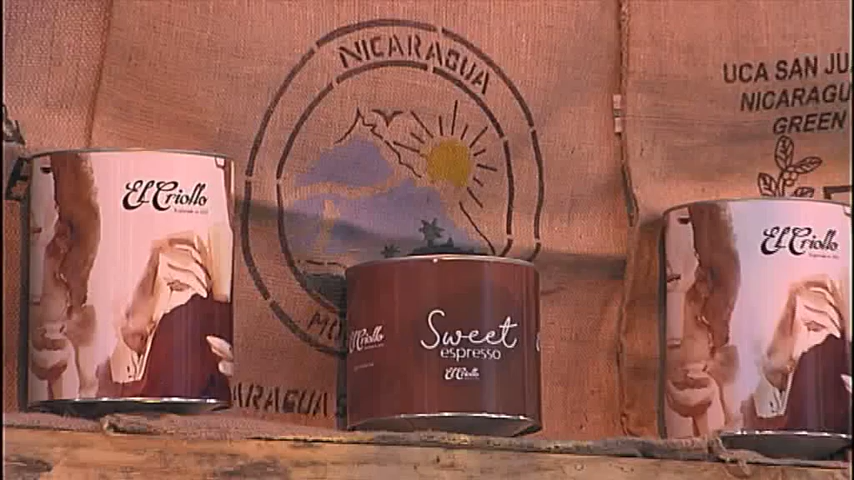 NICARAGUA
UCA SAN JU
NICARAGU
GREEN
El Criollo
El Criollo
El Criollo
Sweet
espresso
El Criollo
ARAGUA